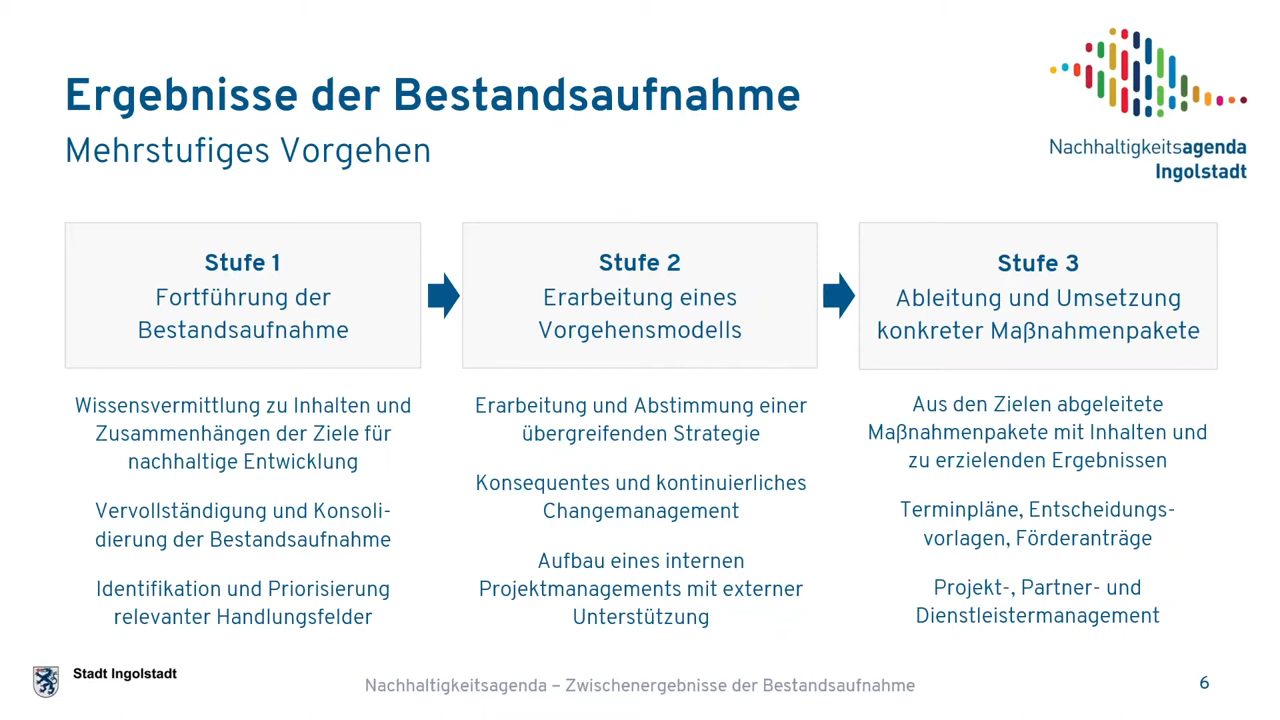 Ergebnisse der Bestandsaufnahme
Mehrstufiges Vorgehen
Nachhaltigkeitsagenda
Ingolstadt
Stufe 1
Fortführung der
Bestandsaufnahme
Wissensvermittlung zu Inhalten und
Zusammenhängen der Ziele für
nachhaltige Entwicklung
Vervollständigung und Konsoli-
dierung der Bestandsaufnahme
Identifikation und Priorisierung
relevanter Handlungsfelder
Stufe 2
Erarbeitung eines
Vorgehensmodells
Erarbeitung und Abstimmung einer
übergreifenden Strategie
Konsequentes und kontinuierliches
Changemanagement
Aufbau eines internen
Projektmanagements mit externer
Unterstützung
Stufe 3
Ableitung und Umsetzung
konkreter Maßnahmenpakete
Aus den Zielen abgeleitete
Maßnahmenpakete mit Inhalten und
zu erzielenden Ergebnissen
Terminpläne, Entscheidungs-
vorlagen, Förderanträge
Projekt-, Partner- und
Dienstleistermanagement
Stadt Ingolstadt
Nachhaltigkeitsagenda – Zwischenergebnisse der Bestandsaufnahme
6